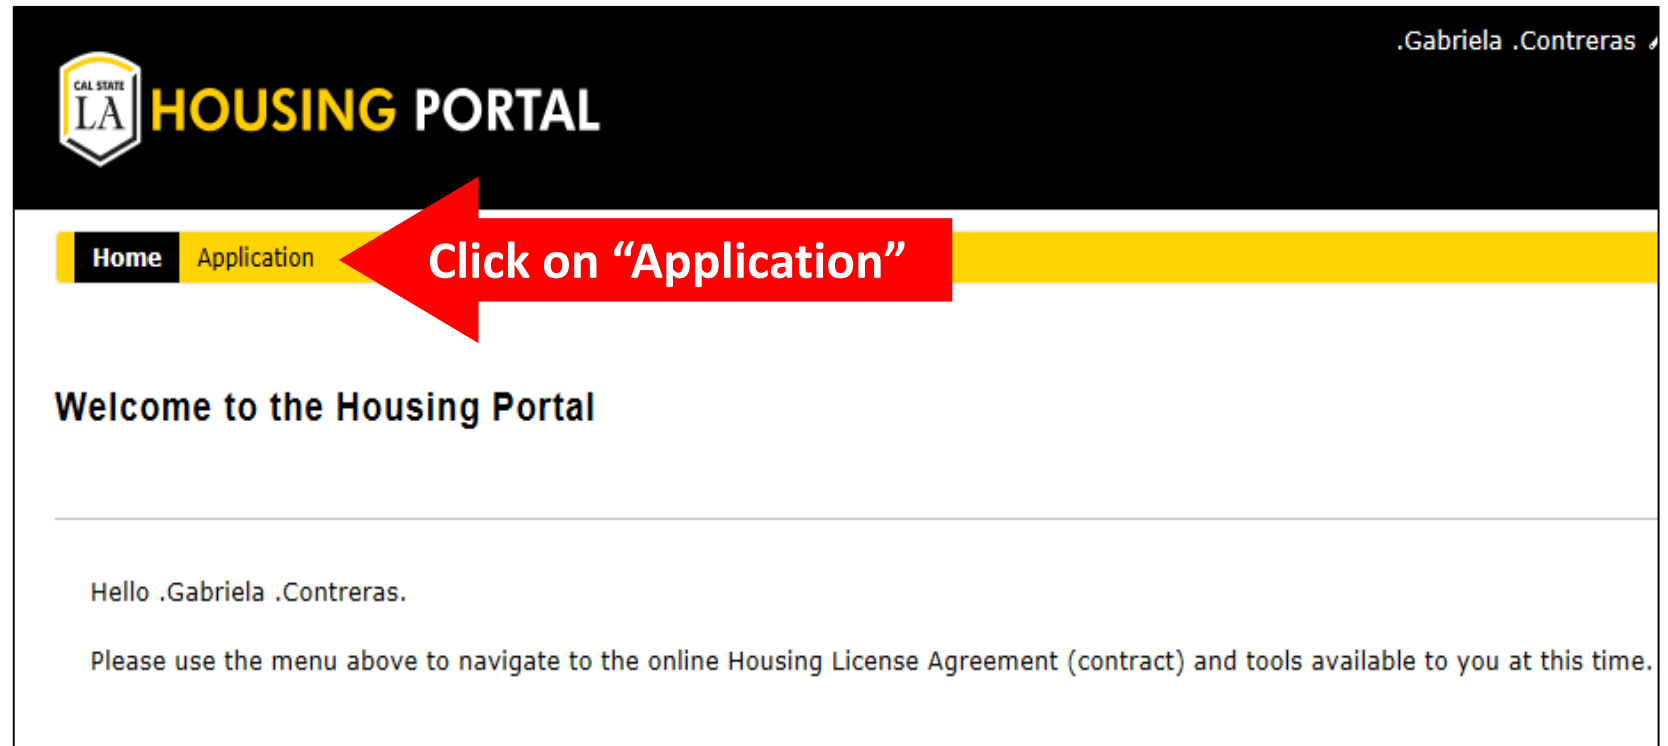 .Gabriela .Contreras
CAL STATE
LA
HOUSING PORTAL
Home Application
Click on “Application”
Welcome to the Housing Portal
Hello .Gabriela .Contreras.
Please use the menu above to navigate to the online Housing License Agreement (contract) and tools available to you at this time.